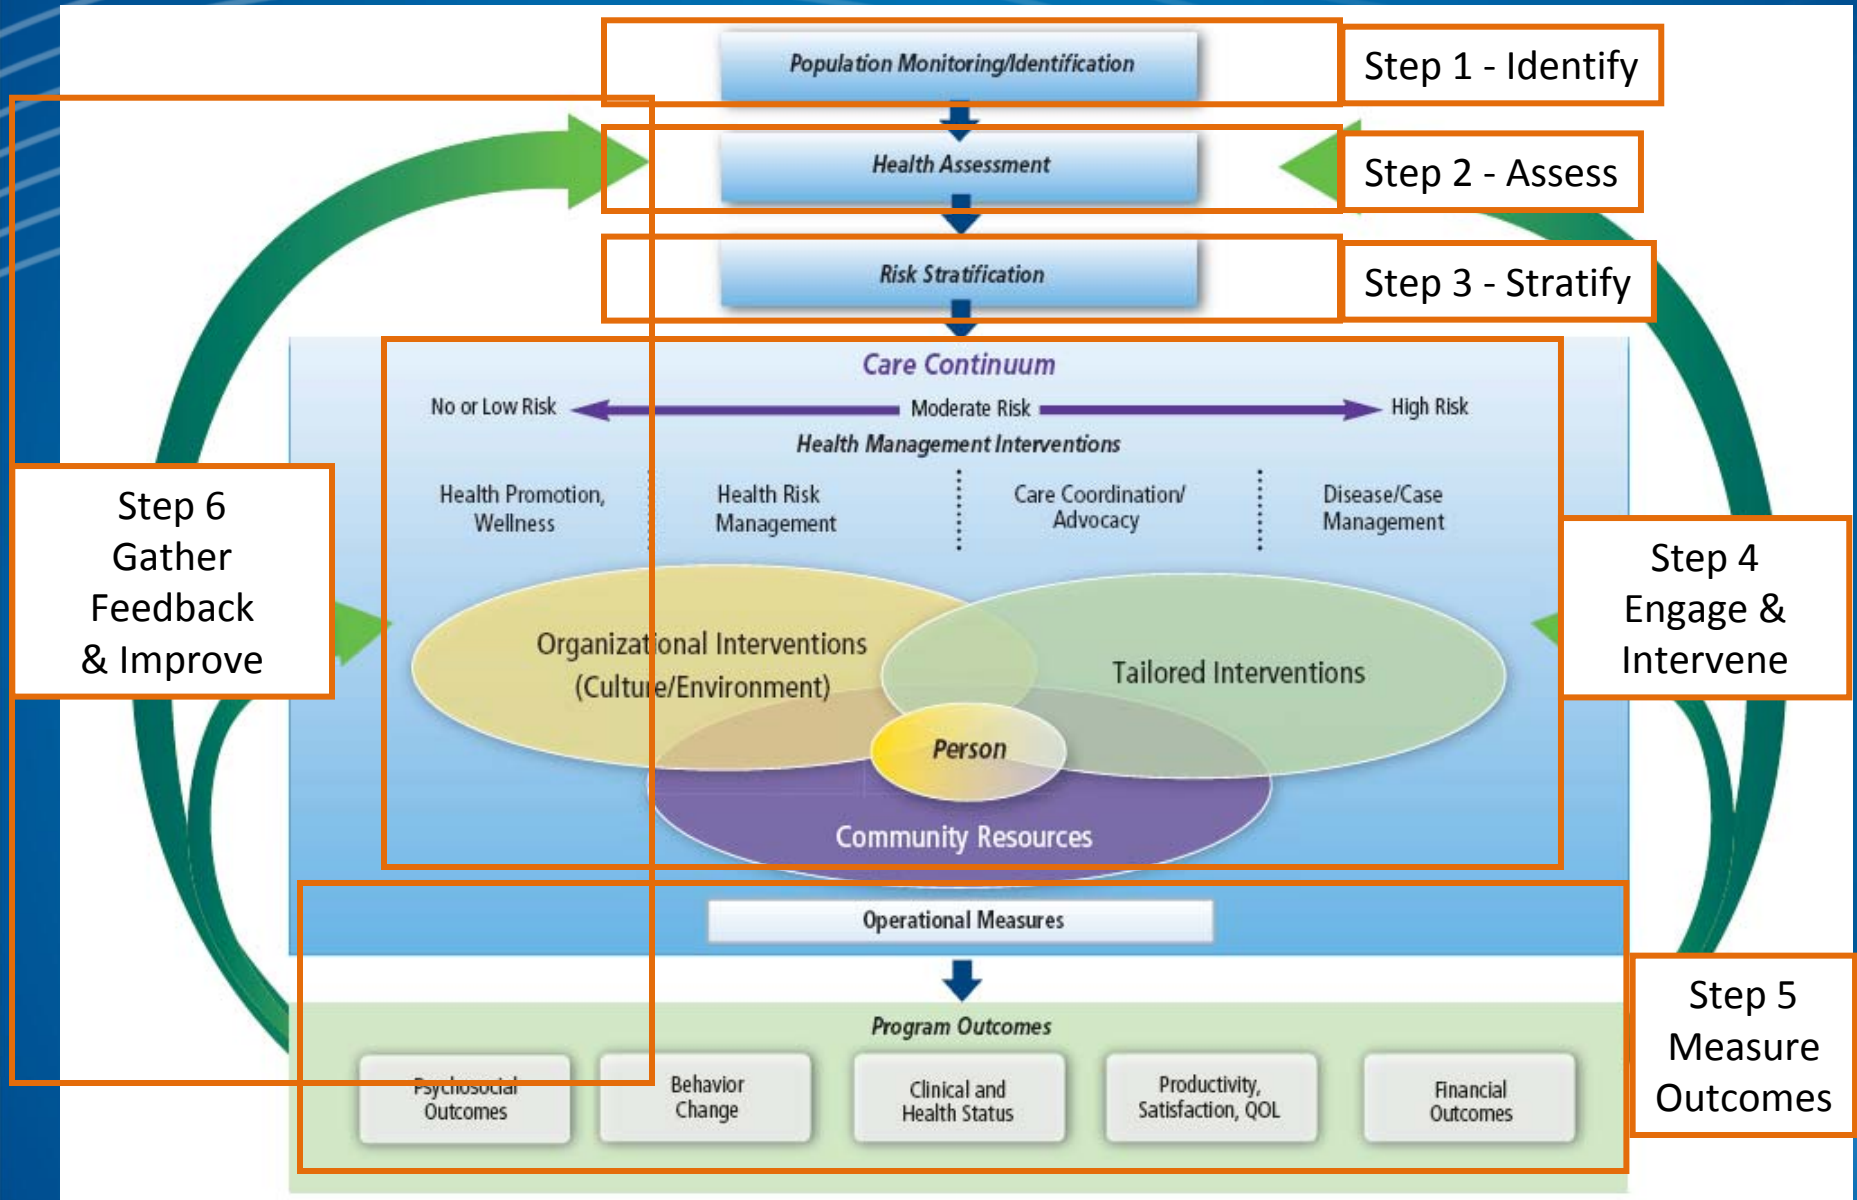 Population Monitoring/Identification
Step 1 - Identify
Health Assessment
Step 2 - Assess
Risk Stratification
Step 3 - Stratify
Care Continuum
No or Low Risk
Moderate Risk
High Risk
Health Management Interventions
Health Promotion,
Wellness
Health Risk
Management
Care Coordination/
Advocacy
Disease/Case
Management
Step 6
Gather
Feedback
& Improve
Step 4
Engage &
Intervene
Organizational Interventions
(Culture/Environment)
Tailored Interventions
Person
Community Resources
Operational Measures
Step 5
Measure
Outcomes
Program Outcomes
Psychosocial
Outcomes
Behavior
Change
Clinical and
Health Status
Productivity,
Satisfaction, QOL
Financial
Outcomes